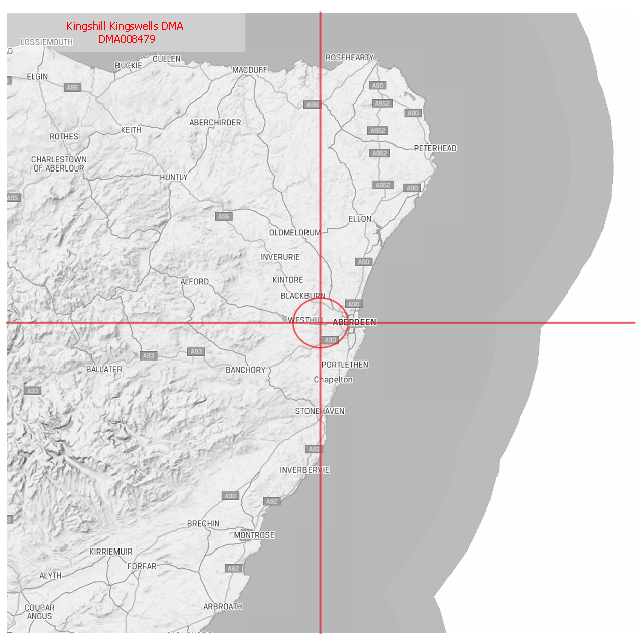 Kingshill Kingswells DMA
DMA008479
LOSSIEMOUTH
ROSEHEARTY
CULLEN
BUCKIE
MACDUFF
ELGIN
A90
A96
A98
A952
A90
ABERCHIRDER
KEITH
A952
ROTHES
PETERHEAD
A952
CHARLESTOWN
OF ABERLOUR
HUNTLY
A952
A90
A96
ELLON
OLDMELDRUM
INVERURIE
A90
KINTORE
ALFORD
BLACKBURN
A90
WESTHILL
ABERDEEN
A93
A93
PORTLETHEN
BALLATER
BANCHORY
Chapelton
A93
STONEHAVEN
INVERBERVIE
A90
A92
BRECHIN
MONTROSE
KIRRIEMUIR
FORFAR
A92
ALYTH
ARBROATH
COUPAR
ANGUS